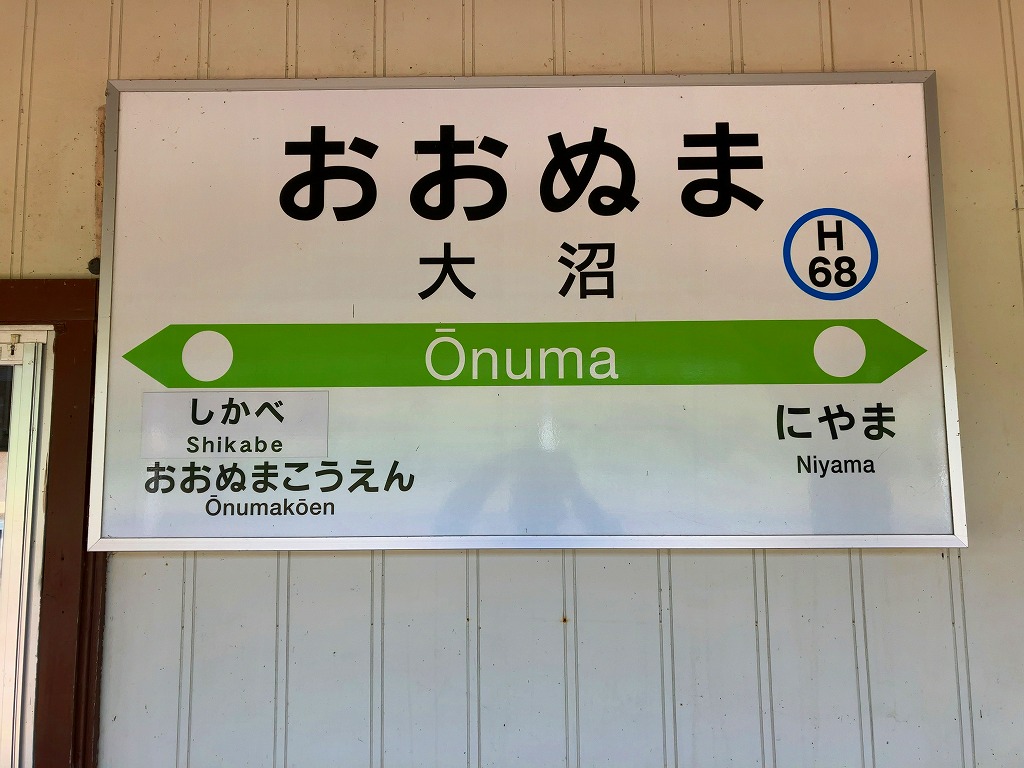 おおぬま
大沼
H
68
Ōnuma
しかべ
Shikabe
おおぬまこうえん
Ōnumakōen
にやま
Niyama